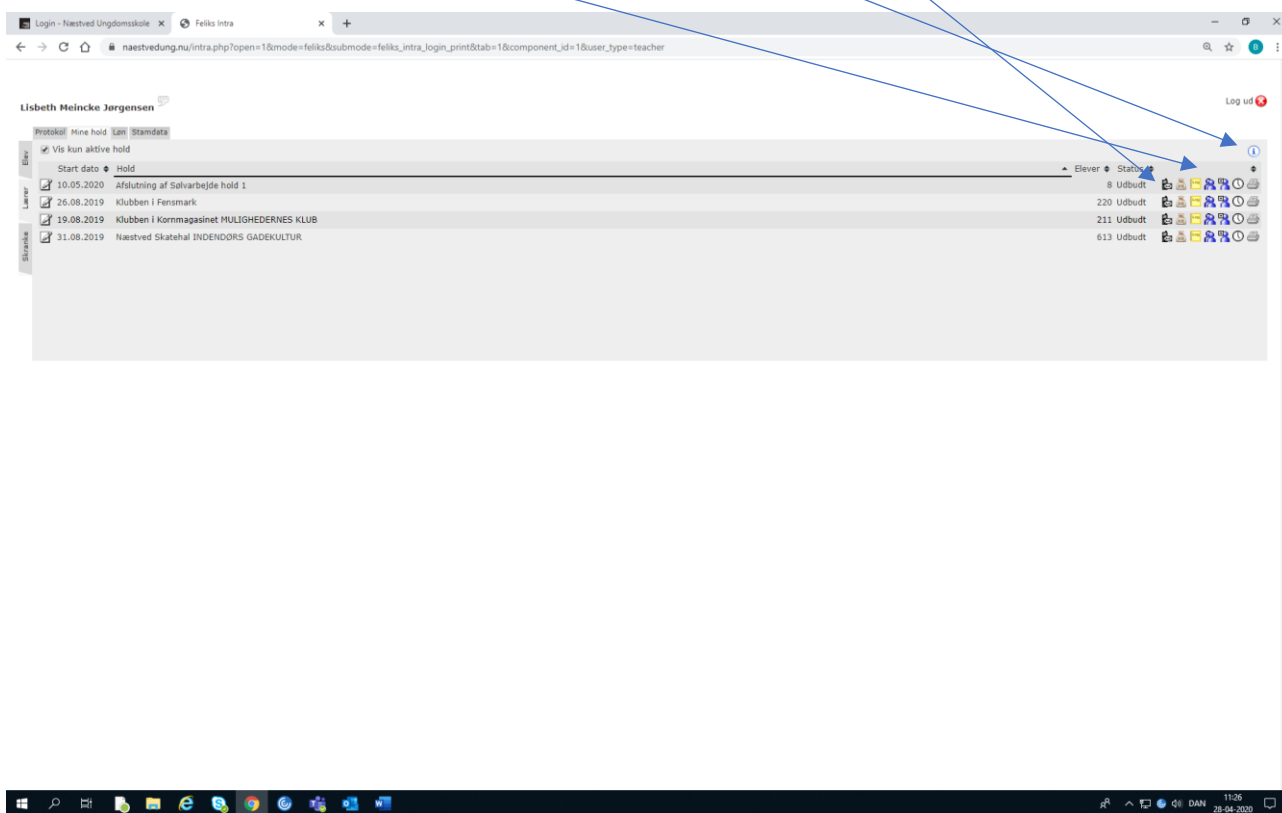 Login - Næstved Ungdomsskole
Feliks Intra
naestvedung.nu/intra.php?open=1&mode=feliks&submode=feliks_intra_login_print&tab=1&component_id=1&user_type=teacher
B
Lisbeth Meincke Jørgensen
Log ud
Protokol Mine hold Løn Stamdata
Elev
Lærer
Skranke
Vis kun aktive hold
Start dato Hold Elever Status
10.05.2020 Afslutning af Sølvarbejde hold 1 8 Udbudt
26.08.2019 Klubben i Fensmark 220 Udbudt
19.08.2019 Klubben i Kornmagasinet MULIGHEDERNES KLUB 211 Udbudt
31.08.2019 Næstved Skatehal INDENDØRS GADEKULTUR 613 Udbudt
DAN
11:26
28-04-2020